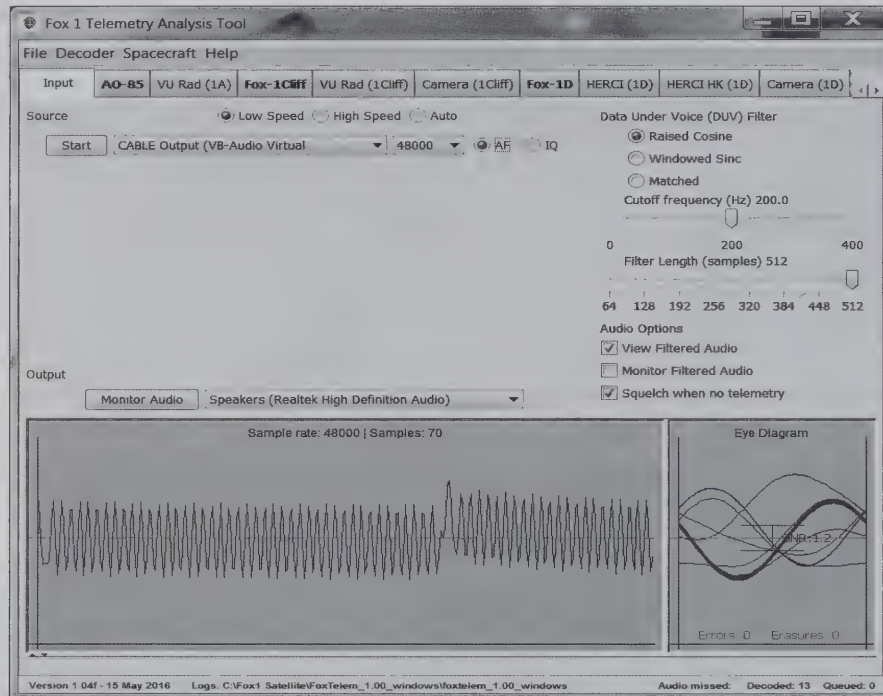 Fox 1 Telemetry Analysis Tool
File Decoder Spacecraft Help
Input AO-85 VU Rad (1A) Fox-1Cliff VU Rad (1Cliff) Camera (1Cliff) Fox-1D HERCI (1D) HERCI HK (1D) Camera (1D)
Source Low Speed High Speed Auto
Start CABLE Output (VB-Audio Virtual 48000 AF IQ
Data Under Voice (DUV) Filter
Raised Cosine
Windowed Sinc
Matched
Cutoff frequency (Hz) 200.0
0 200 400
Filter Length (samples) 512
64 128 192 256 320 384 448 512
Audio Options
View Filtered Audio
Monitor Filtered Audio
Squelch when no telemetry
Output
Monitor Audio Speakers (Realtek High Definition Audio)
Sample rate: 48000 | Samples: 70
Eye Diagram
SNR:1.2
Errors 0 Erasures 0
Version 1.04f - 15 May 2016 Logs. C:\Fox1 Satellite\FoxTelem_1.00_windows\foxtelem_1.00_windows Audio missed: Decoded: 13 Queued: 0